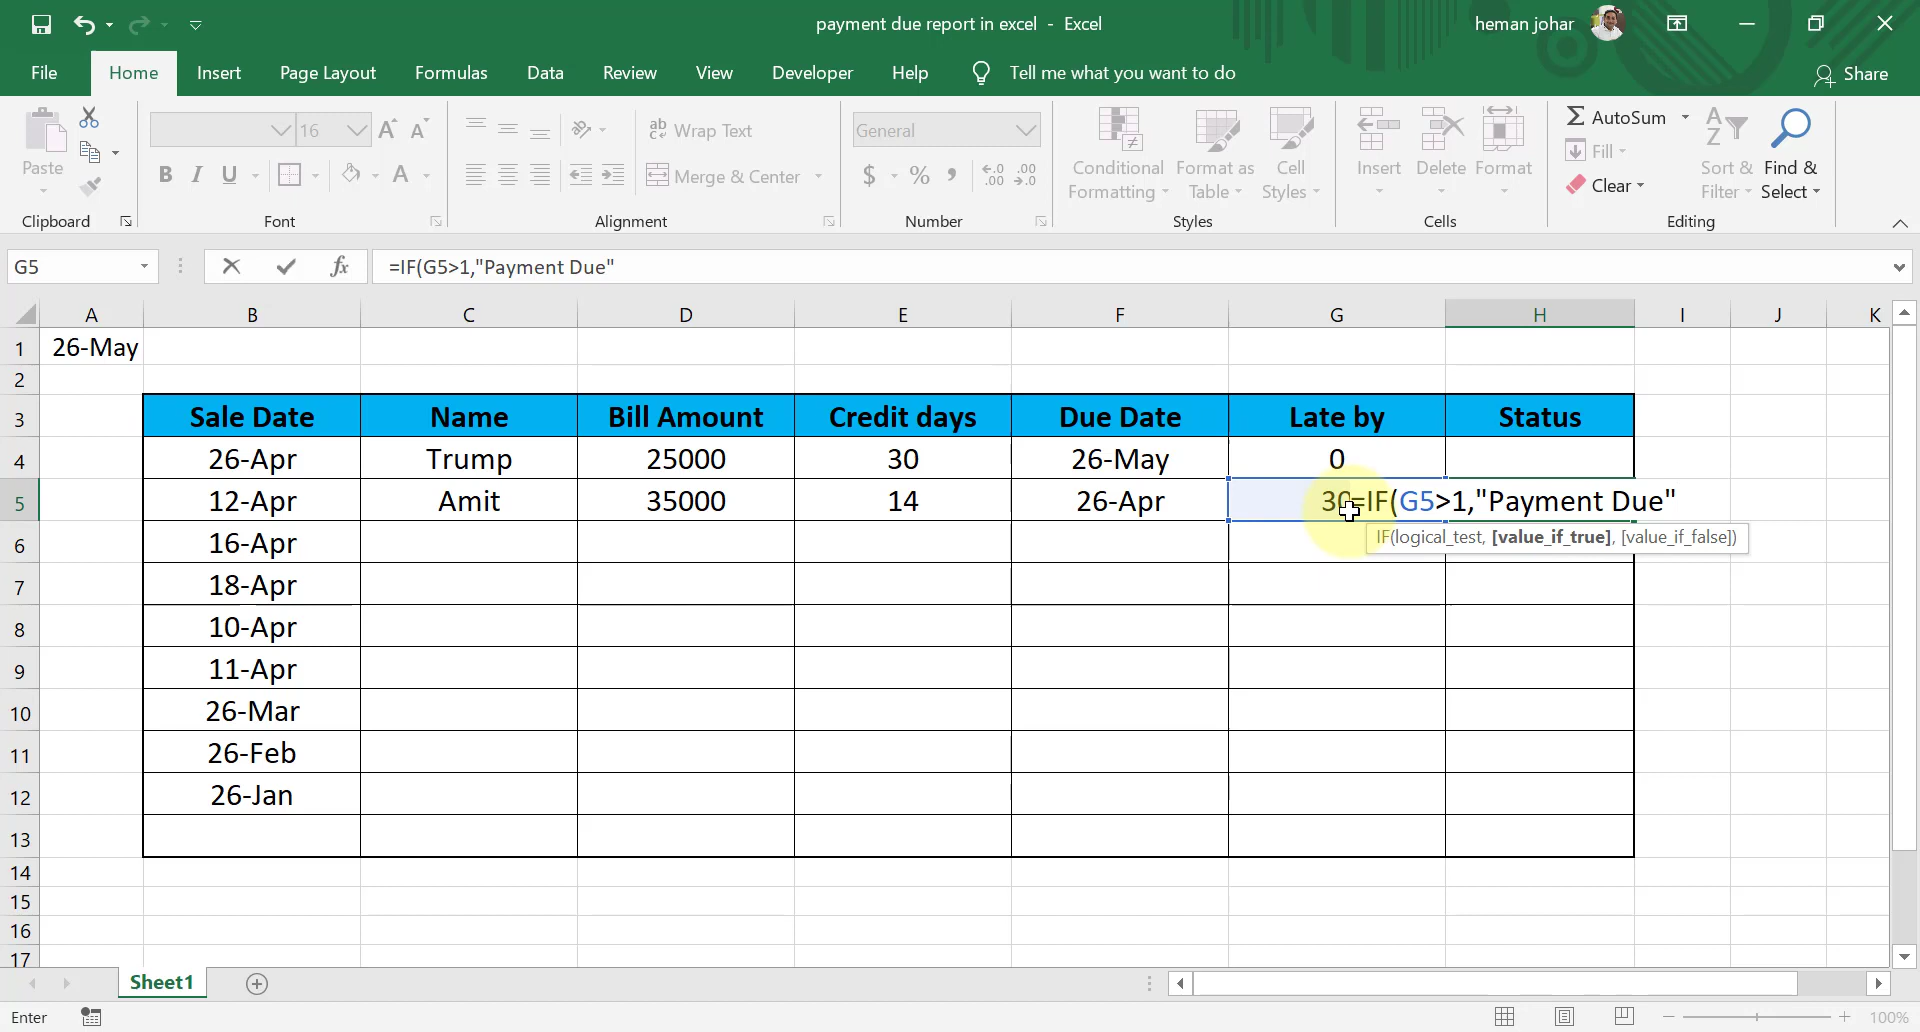 payment due report in excel - Excel
heman johar
File Home Insert Page Layout Formulas Data Review View Developer Help Tell me what you want to do Share
Paste
16
ab Wrap Text
General
Conditional Formatting
Format as Table
Cell Styles
Insert
Delete
Format
AutoSum
Fill
Clear
Sort & Filter
Find & Select
B I U A
Merge & Center
$ % ,
Clipboard Font Alignment Number Styles Cells Editing
G5 fx =IF(G5>1,"Payment Due"
A B C D E F G H I J K
1 26-May
2
3 Sale Date Name Bill Amount Credit days Due Date Late by Status
4 26-Apr Trump 25000 30 26-May 0
5 12-Apr Amit 35000 14 26-Apr 30 =IF(G5>1,"Payment Due"
IF(logical_test, [value_if_true], [value_if_false])
6 16-Apr
7 18-Apr
8 10-Apr
9 11-Apr
10 26-Mar
11 26-Feb
12 26-Jan
13
14
15
16
17
Sheet1
Enter 100%